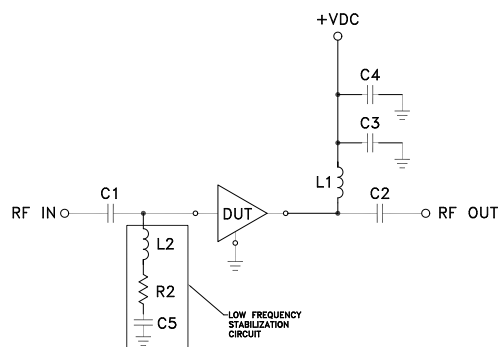 +VDC
C4
C3
L1
C1
C2
RF IN
DUT
RF OUT
L2
R2
C5
LOW FREQUENCY
STABILIZATION
CIRCUIT